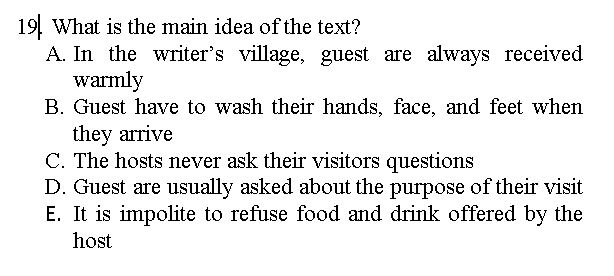 19. What is the main idea of the text?
A. In the writer's village, guest are always received
warmly
B. Guest have to wash their hands, face, and feet when
they arrive
C. The hosts never ask their visitors questions
D. Guest are usually asked about the purpose of their visit
E. It is impolite to refuse food and drink offered by the
host